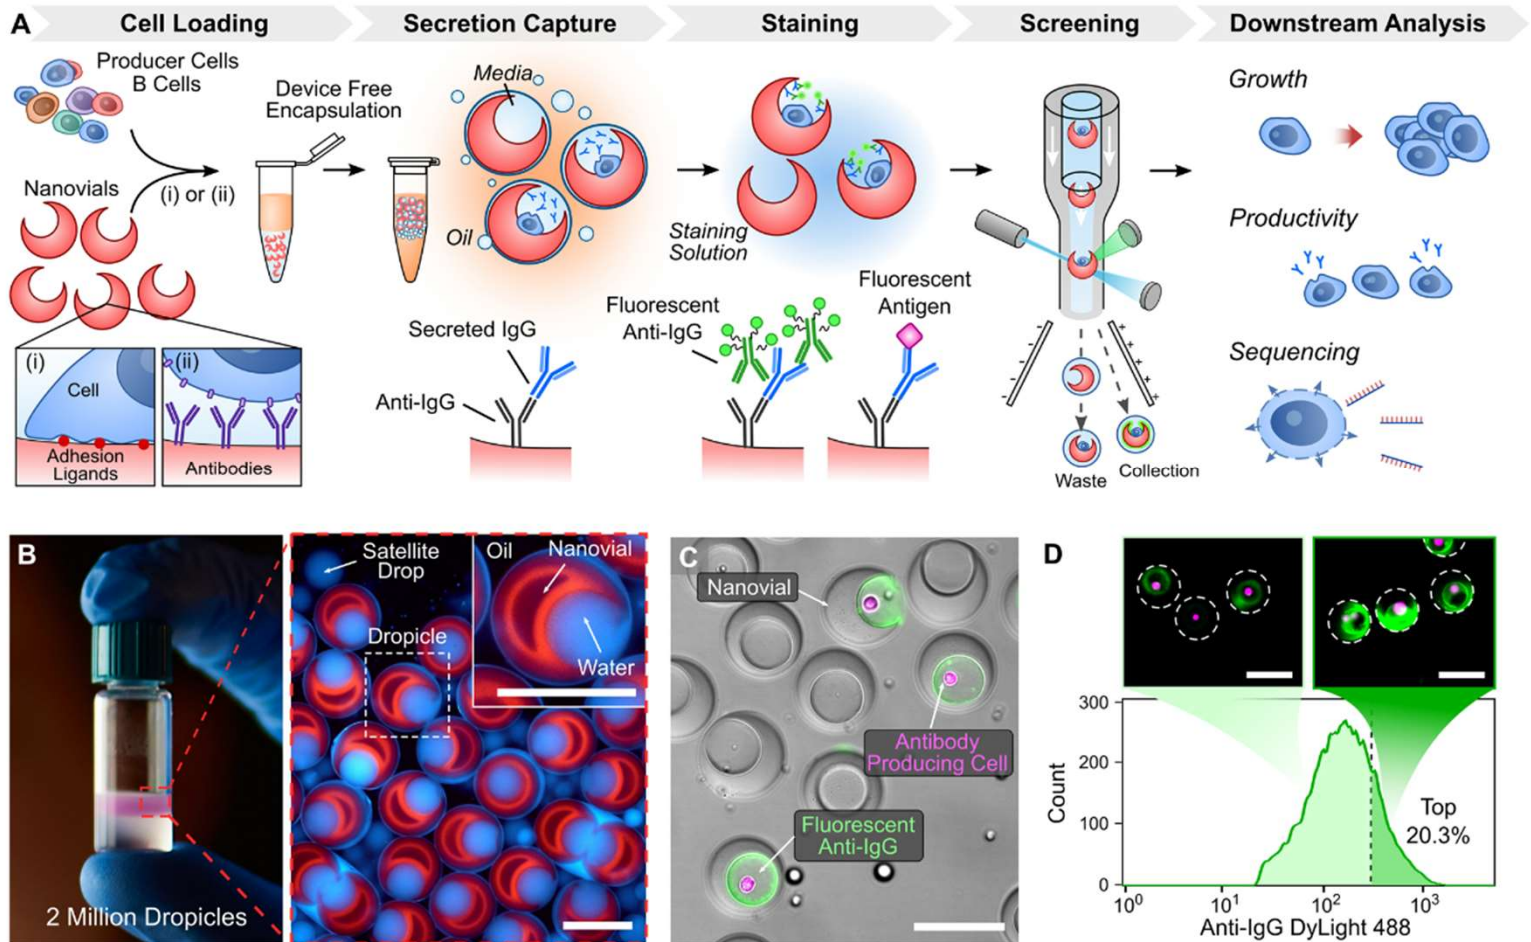 A
Cell Loading
Secretion Capture
Staining
Screening
Downstream Analysis
Producer Cells
B Cells
Nanovials
(i) or (ii)
Device Free
Encapsulation
Media
Oil
Staining
Solution
Growth
Productivity
Sequencing
(i)
Cell
Adhesion
Ligands
(ii)
Antibodies
Secreted IgG
Anti-IgG
Fluorescent
Anti-IgG
Fluorescent
Antigen
- - - -
+ + + + +
Waste
Collection
B
2 Million Dropicles
Satellite
Drop
Dropicle
Oil
Nanovial
Water
C
Nanovial
Antibody
Producing Cell
Fluorescent
Anti-IgG
D
300
200
100
0
Count
Top
20.3%
10⁰
10¹
10²
10³
Anti-IgG DyLight 488